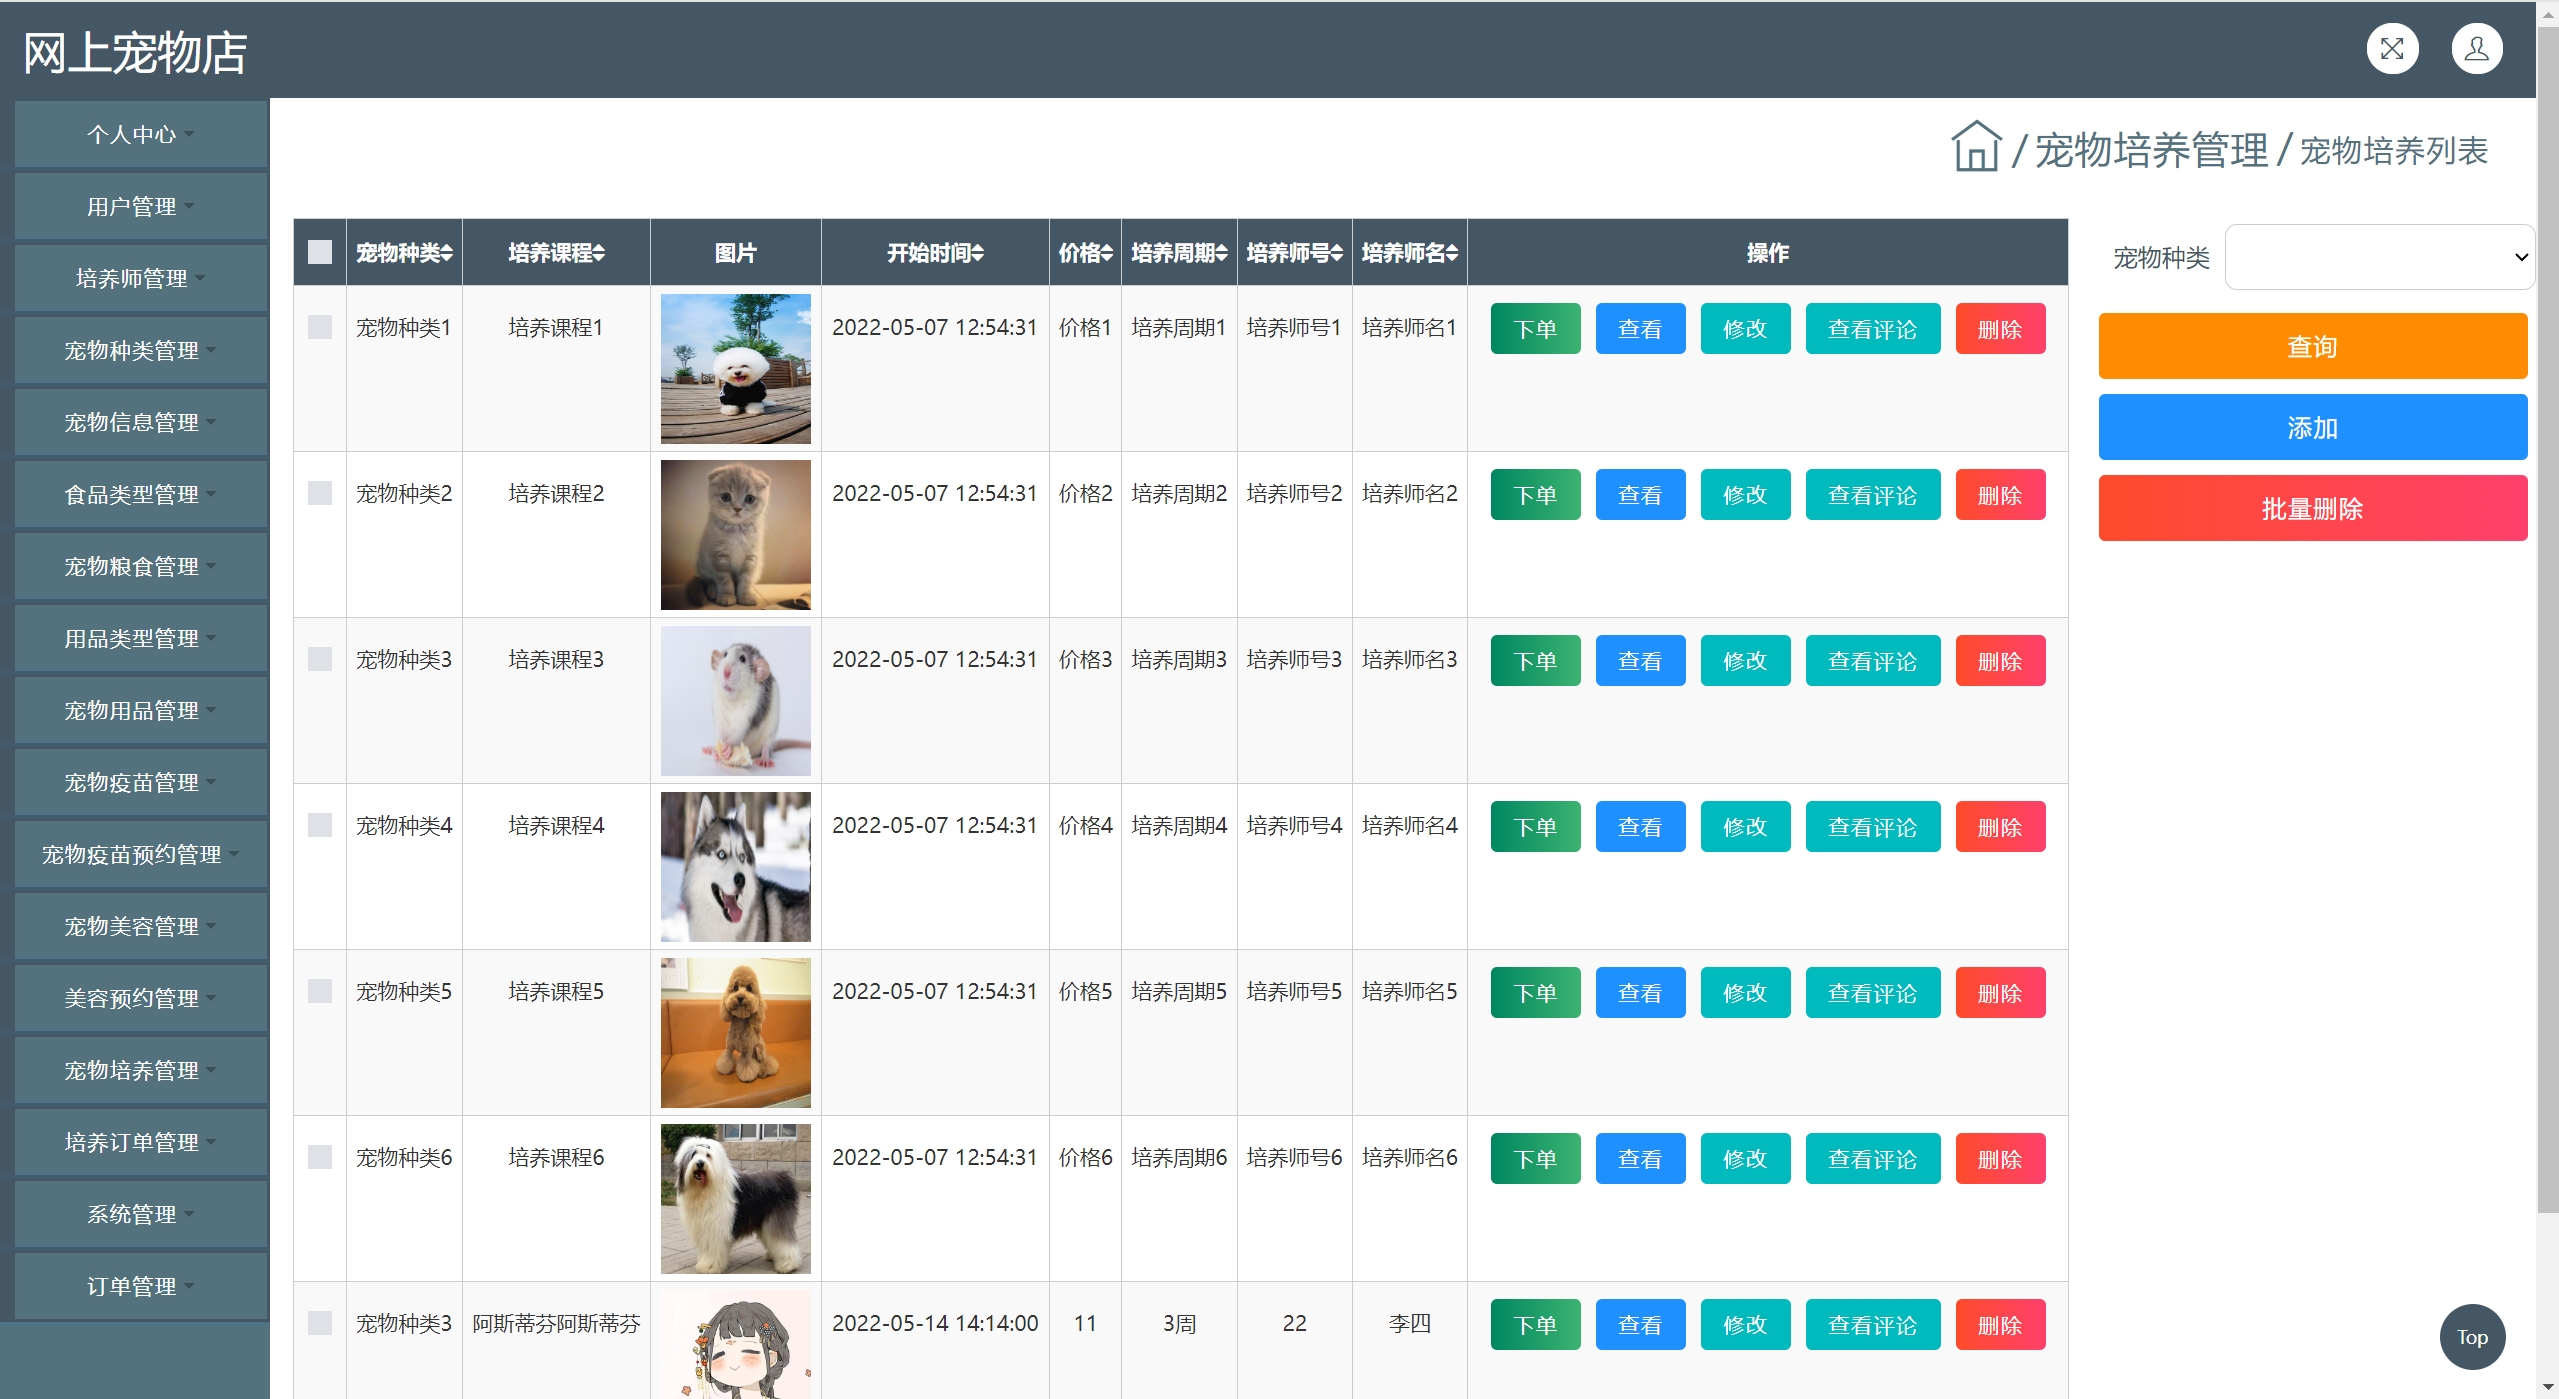 网上宠物店
个人中心
用户管理
培养师管理
宠物种类管理
宠物信息管理
食品类型管理
宠物粮食管理
用品类型管理
宠物用品管理
宠物疫苗管理
宠物疫苗预约管理
宠物美容管理
美容预约管理
宠物培养管理
培养订单管理
系统管理
订单管理
/ 宠物培养管理 / 宠物培养列表
宠物种类 培养课程 图片 开始时间 价格 培养周期 培养师号 培养师名 操作
宠物种类1 培养课程1 2022-05-07 12:54:31 价格1 培养周期1 培养师号1 培养师名1 下单 查看 修改 查看评论 删除
宠物种类2 培养课程2 2022-05-07 12:54:31 价格2 培养周期2 培养师号2 培养师名2 下单 查看 修改 查看评论 删除
宠物种类3 培养课程3 2022-05-07 12:54:31 价格3 培养周期3 培养师号3 培养师名3 下单 查看 修改 查看评论 删除
宠物种类4 培养课程4 2022-05-07 12:54:31 价格4 培养周期4 培养师号4 培养师名4 下单 查看 修改 查看评论 删除
宠物种类5 培养课程5 2022-05-07 12:54:31 价格5 培养周期5 培养师号5 培养师名5 下单 查看 修改 查看评论 删除
宠物种类6 培养课程6 2022-05-07 12:54:31 价格6 培养周期6 培养师号6 培养师名6 下单 查看 修改 查看评论 删除
宠物种类3 阿斯蒂芬阿斯蒂芬 2022-05-14 14:14:00 11 3周 22 李四 下单 查看 修改 查看评论 删除
宠物种类
查询
添加
批量删除
Top